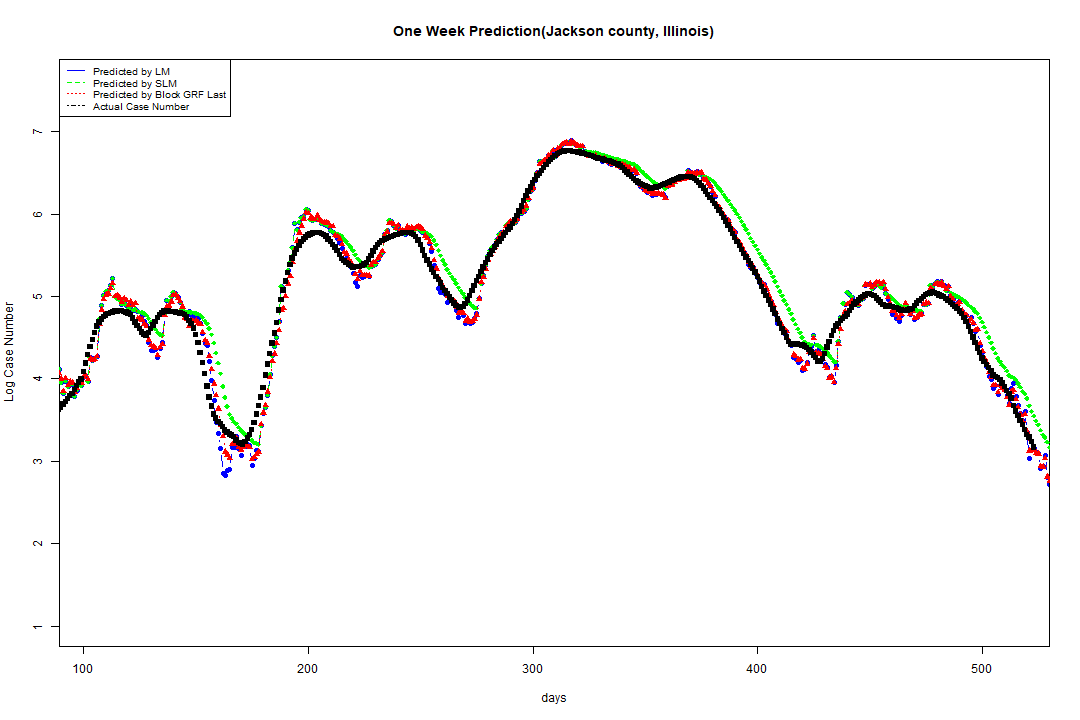 One Week Prediction(Jackson county, Illinois)
Predicted by LM
Predicted by SLM
Predicted by Block GRF Last
Actual Case Number
7
6
5
4
3
2
1
Log Case Number
100 200 300 400 500
days